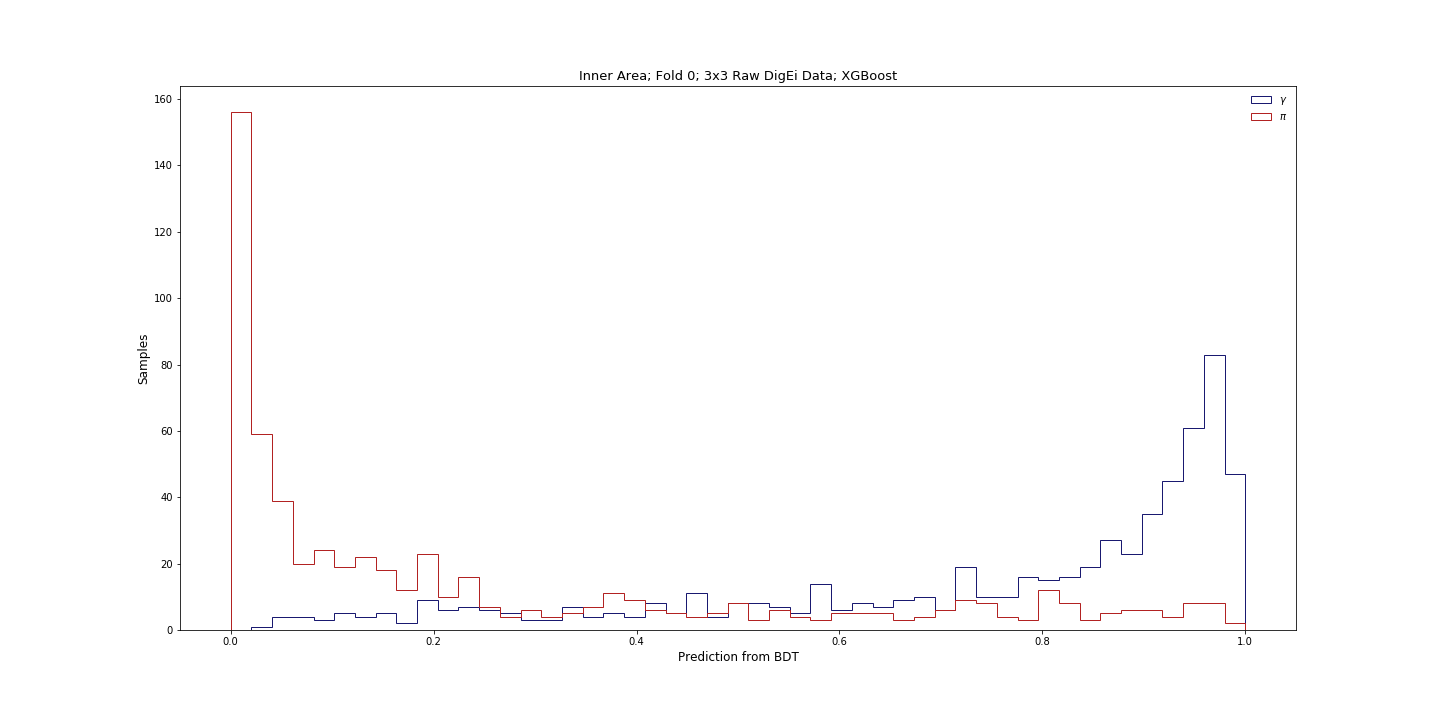 Inner Area; Fold 0; 3x3 Raw DigEi Data; XGBoost
γ
π
160
140
120
100
80
60
40
20
0
Samples
0.0 0.2 0.4 0.6 0.8 1.0
Prediction from BDT